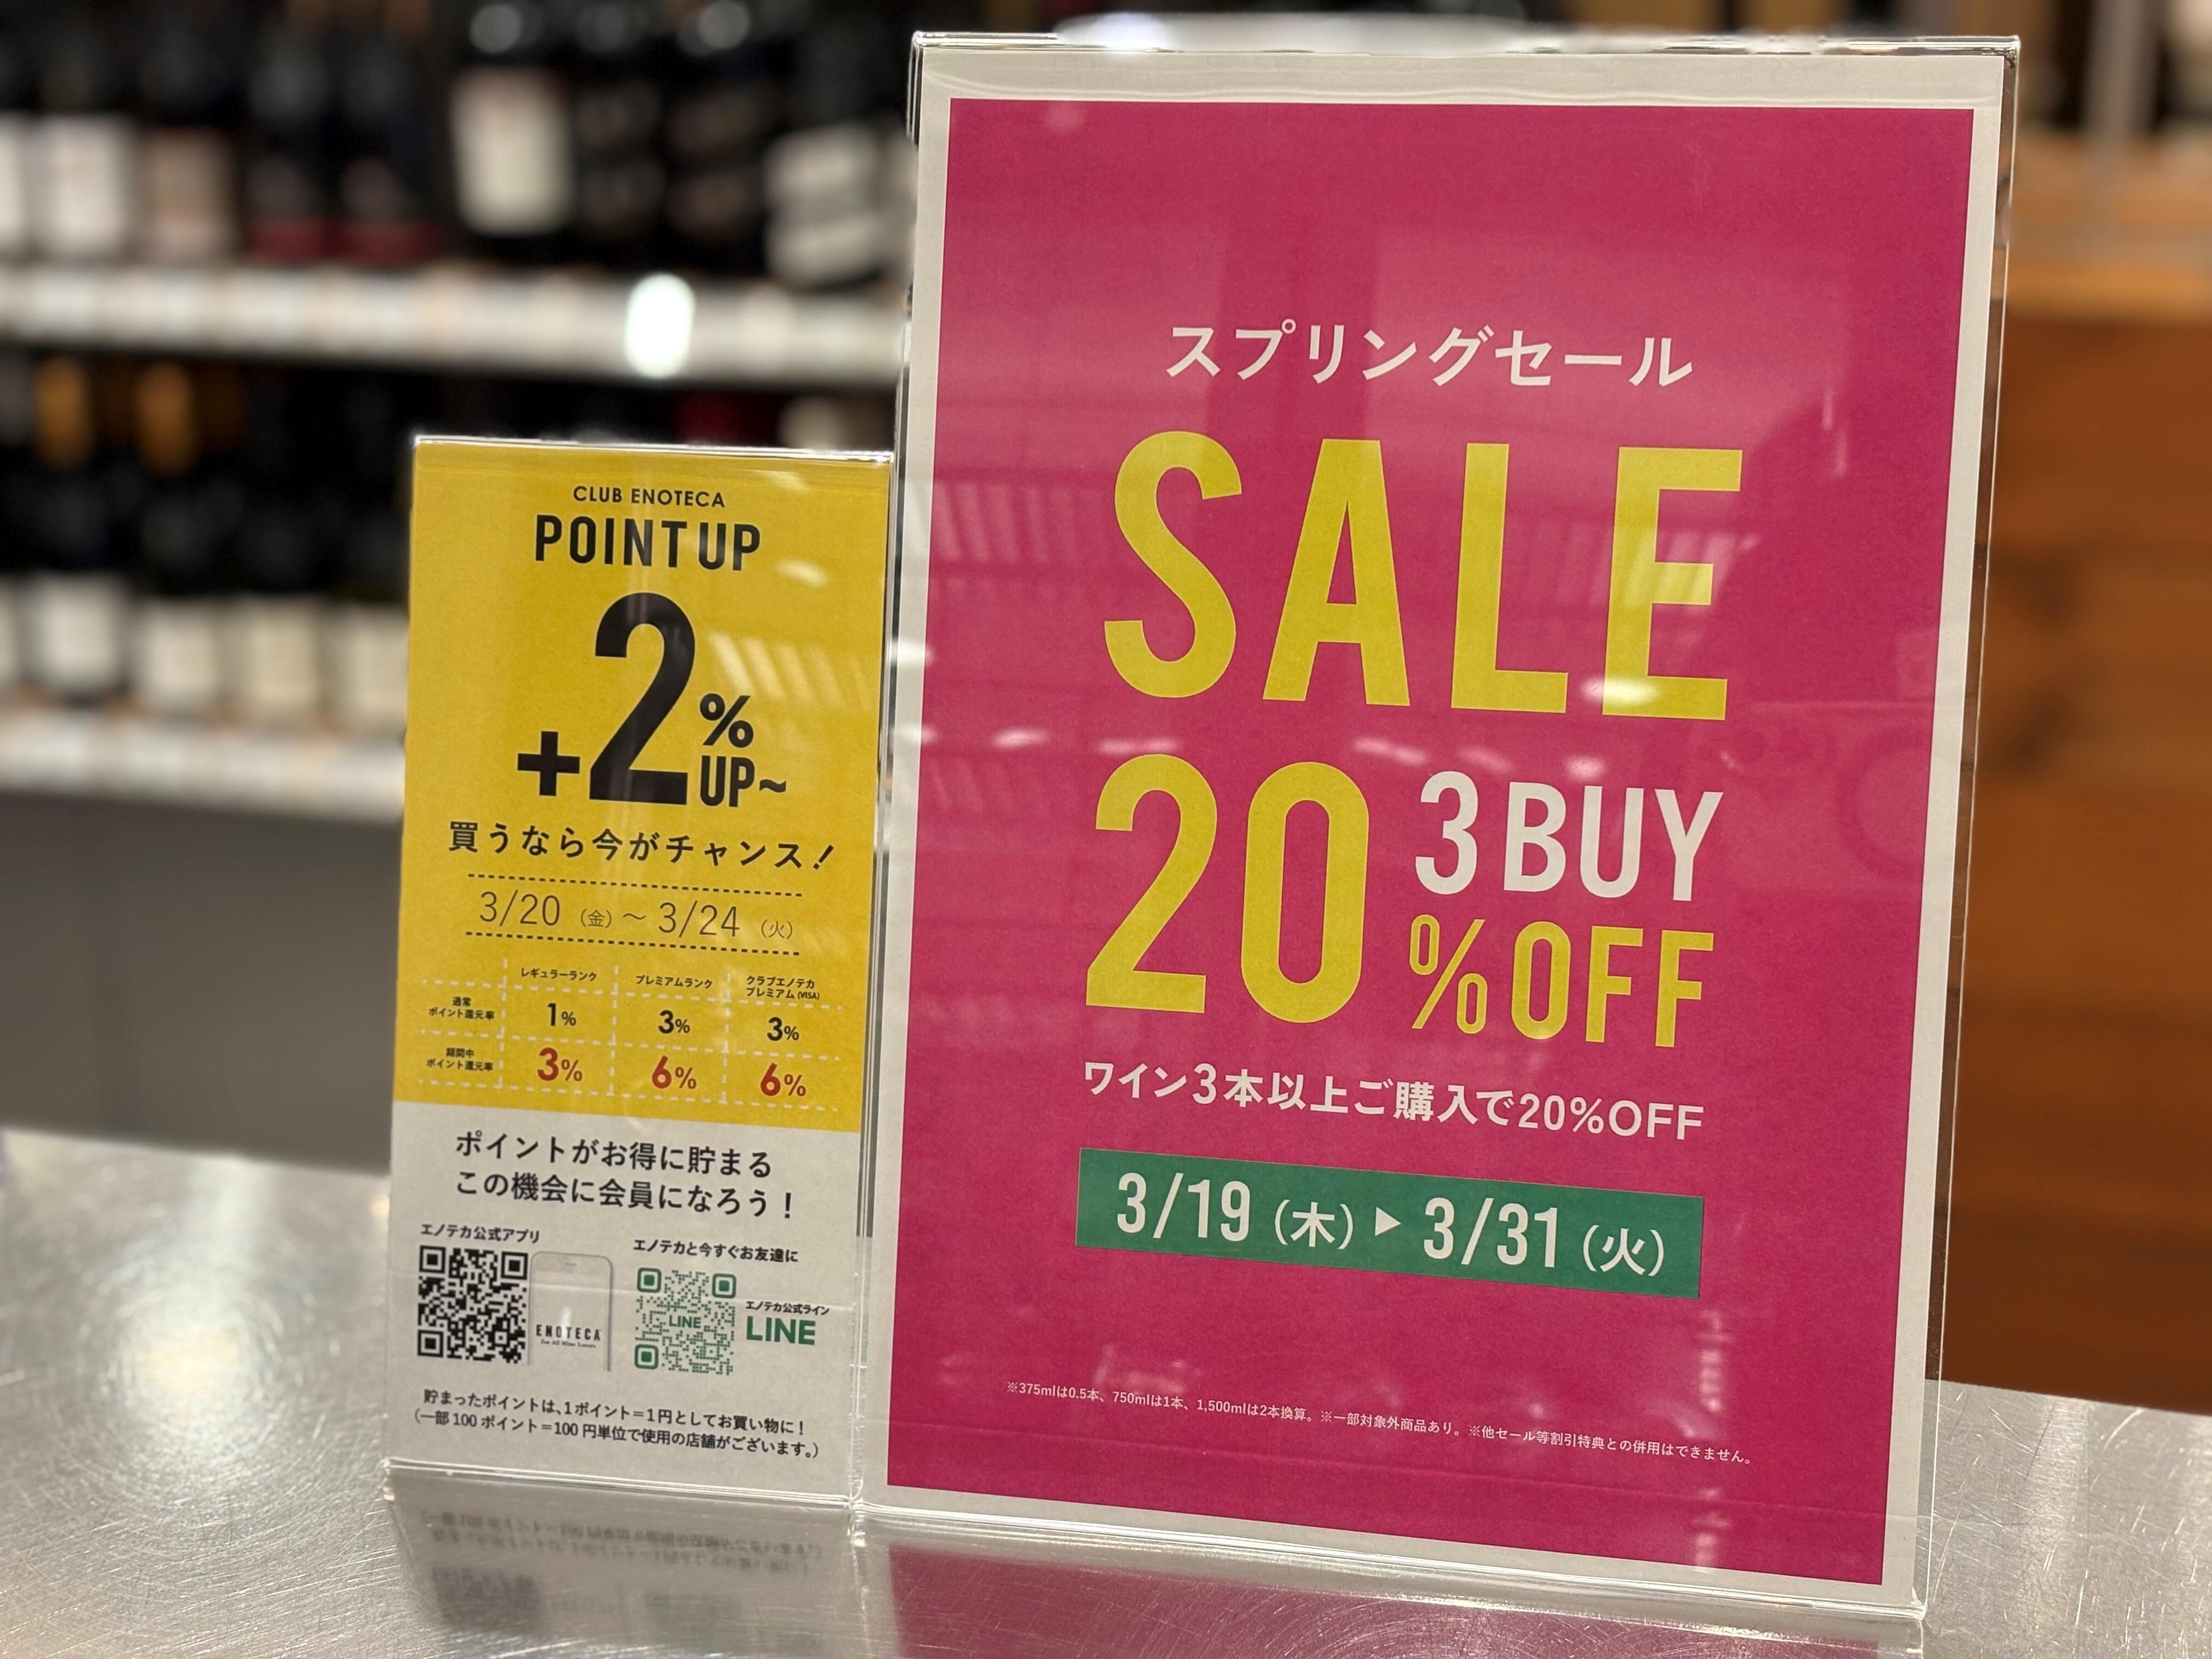 CLUB ENOTECA
POINT UP
+2%
UP~
買うなら今がチャンス!
3/20（金）～3/24（火）
レギュラーランク プレミアムランク クラブエノテカ プレミアム(VISA)
通常 ポイント還元率 1% 3% 3%
期間中 ポイント還元率 3% 6% 6%
ポイントがお得に貯まる
この機会に会員になろう！
エノテカ公式アプリ
ENOTECA
For All Wine Lovers
エノテカと今すぐお友達に
LINE
エノテカ公式ライン
LINE
貯まったポイントは、1ポイント＝1円としてお買い物に！
（一部100ポイント＝100円単位で使用の店舗がございます。）
スプリングセール
SALE
20%OFF
3BUY
ワイン3本以上ご購入で20%OFF
3/19（木）▶3/31（火）
※375mlは0.5本、750mlは1本、1,500mlは2本換算。※一部対象外商品あり。※他セール等割引特典との併用はできません。